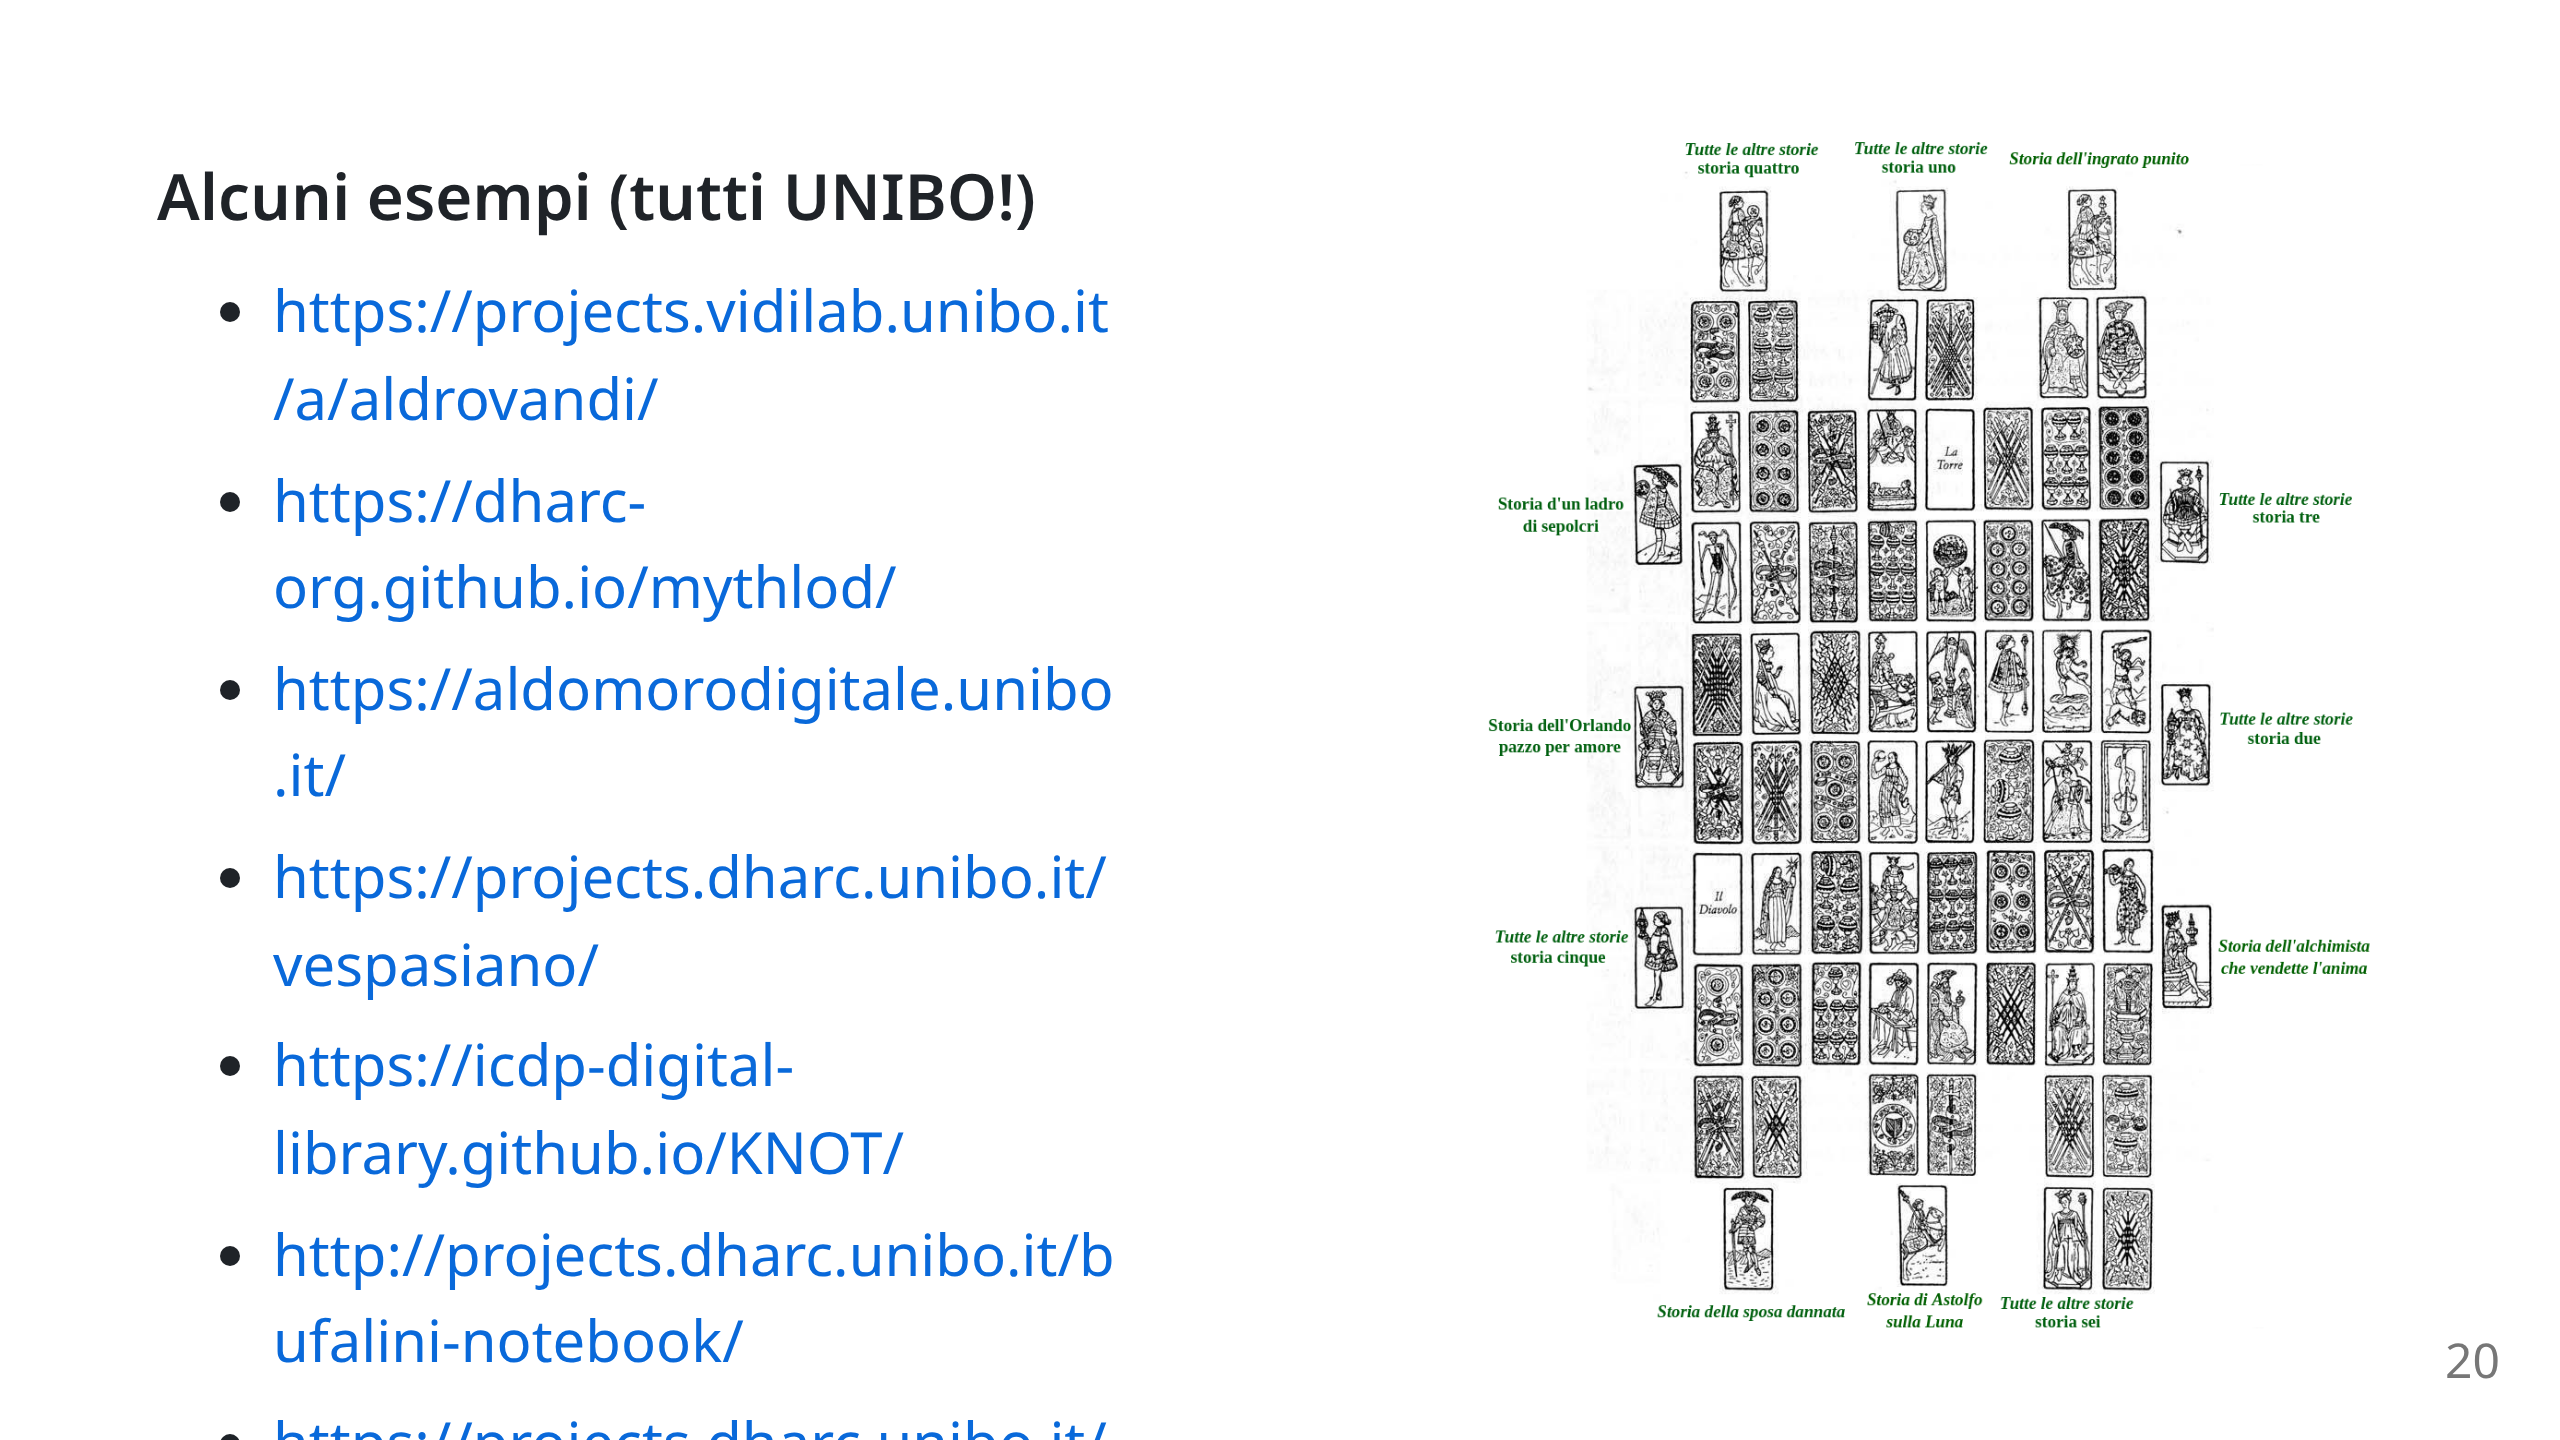 Alcuni esempi (tutti UNIBO!)
https://projects.vidilab.unibo.it
/a/aldrovandi/
https://dharc-
org.github.io/mythlod/
https://aldomorodigitale.unibo
.it/
https://projects.dharc.unibo.it/
vespasiano/
https://icdp-digital-
library.github.io/KNOT/
http://projects.dharc.unibo.it/b
ufalini-notebook/
https://projects.dharc.unibo.it/
Tutte le altre storie
storia quattro
Tutte le altre storie
storia uno
Storia dell'ingrato punito
La
Torre
Storia d'un ladro
di sepolcri
Tutte le altre storie
storia tre
Storia dell'Orlando
pazzo per amore
Tutte le altre storie
storia due
Il
Diavolo
Tutte le altre storie
storia cinque
Storia dell'alchimista
che vendette l'anima
Storia della sposa dannata
Storia di Astolfo
sulla Luna
Tutte le altre storie
storia sei
20